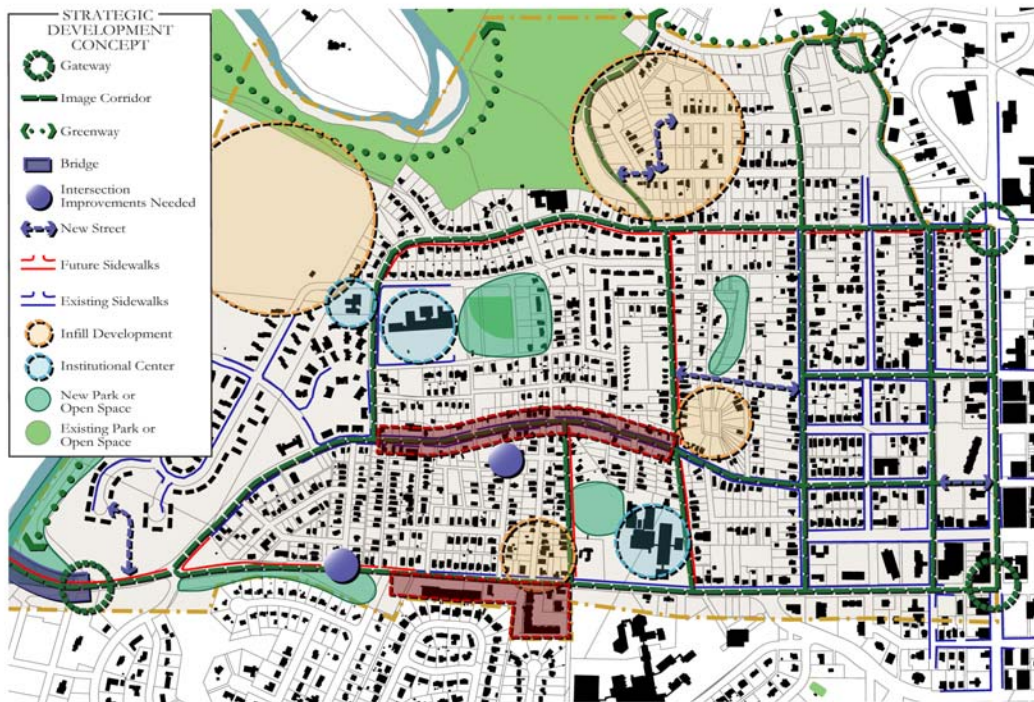 STRATEGIC
DEVELOPMENT
CONCEPT
Gateway
Image Corridor
Greenway
Bridge
Intersection
Improvements Needed
New Street
Future Sidewalks
Existing Sidewalks
Infill Development
Institutional Center
New Park or
Open Space
Existing Park or
Open Space